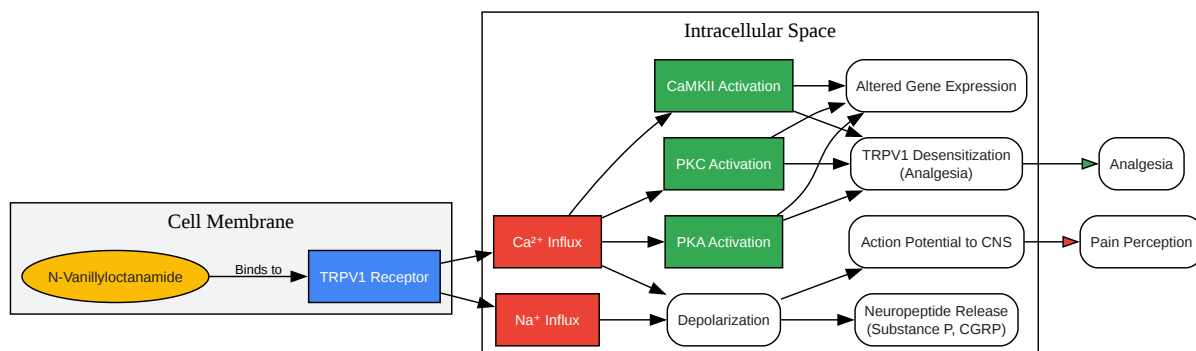 Intracellular Space
CaMKII Activation
Altered Gene Expression
PKC Activation
TRPV1 Desensitization
(Analgesia)
Analgesia
Cell Membrane
N-Vanillyloctanamide
Binds to
TRPV1 Receptor
Ca²⁺ Influx
PKA Activation
Action Potential to CNS
Pain Perception
Na⁺ Influx
Depolarization
Neuropeptide Release
(Substance P, CGRP)